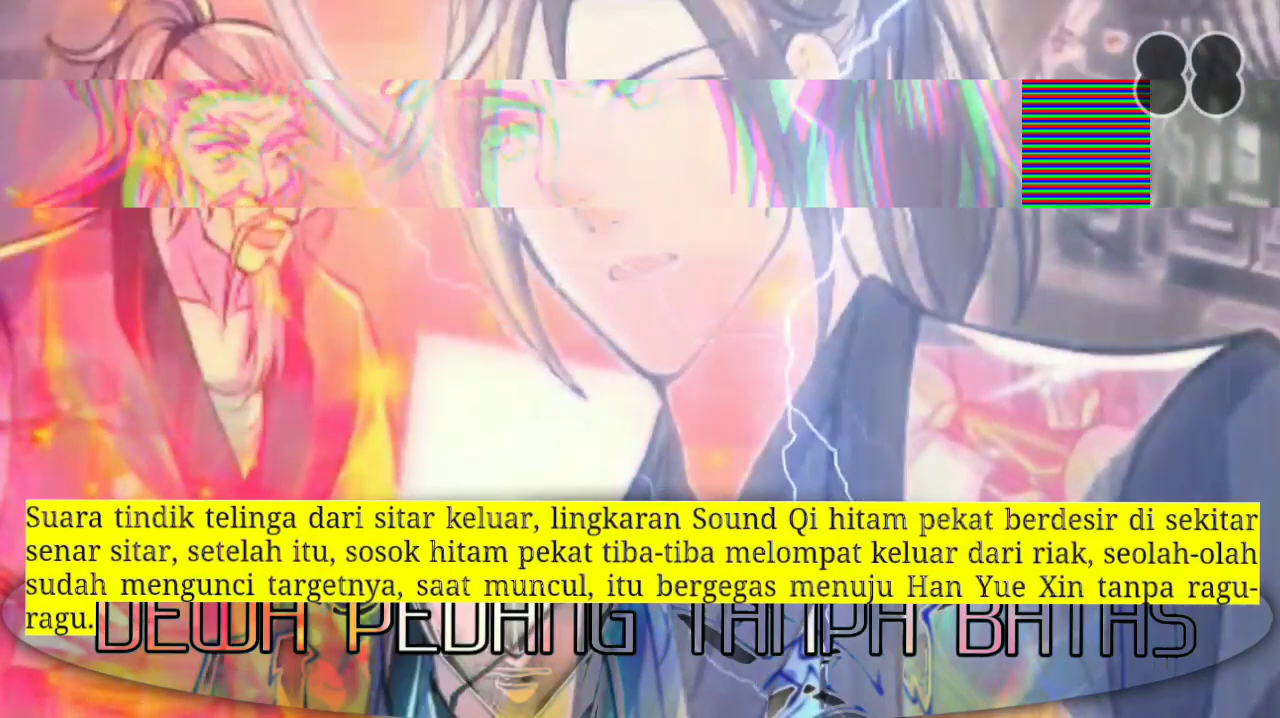 Suara tindik telinga dari sitar keluar, lingkaran Sound Qi hitam pekat berdesir di sekitar
senar sitar, setelah itu, sosok hitam pekat tiba-tiba melompat keluar dari riak, seolah-olah
sudah mengunci targetnya, saat muncul, itu bergegas menuju Han Yue Xin tanpa ragu-
ragu.
DEWA PEDANG TANPA BATAS